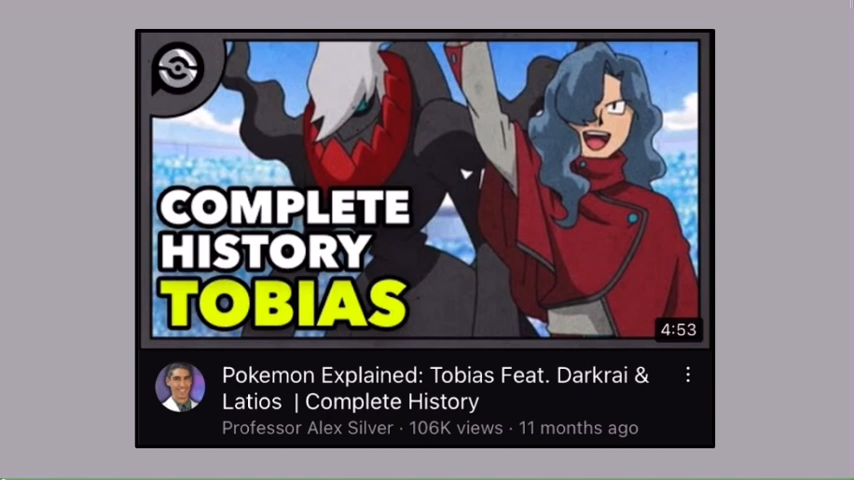 COMPLETE
HISTORY
TOBIAS
4:53
Pokemon Explained: Tobias Feat. Darkrai &
Latios | Complete History
Professor Alex Silver · 106K views · 11 months ago